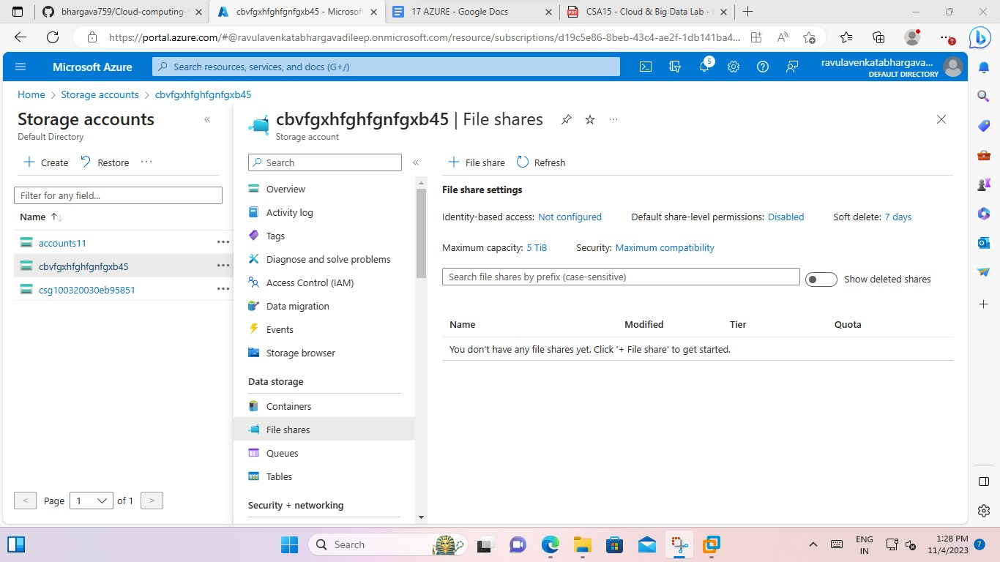 bhargava759/Cloud-computing-
cbvfgxhfghfgnfgxb45 - Microsoft
17 AZURE - Google Docs
CSA15 - Cloud & Big Data Lab -
https://portal.azure.com/#@ravulavenkatabhargavadileep.onmicrosoft.com/resource/subscriptions/d19c5e86-8beb-43c4-ae2f-1db141ba4...
Microsoft Azure
Search resources, services, and docs (G+/)
5
ravulavenkatabhargava...
DEFAULT DIRECTORY
Home > Storage accounts > cbvfgxhfghfgnfgxb45
Storage accounts
Default Directory
Create
Restore
...
Filter for any field...
Name
accounts11
cbvfgxhfghfgnfgxb45
csg100320030eb95851
< Page 1 of 1 >
cbvfgxhfghfgnfgxb45 | File shares
Storage account
Search
Overview
Activity log
Tags
Diagnose and solve problems
Access Control (IAM)
Data migration
Events
Storage browser
Data storage
Containers
File shares
Queues
Tables
Security + networking
File share
Refresh
File share settings
Identity-based access: Not configured
Default share-level permissions: Disabled
Soft delete: 7 days
Maximum capacity: 5 TiB
Security: Maximum compatibility
Search file shares by prefix (case-sensitive)
Show deleted shares
Name Modified Tier Quota
You don't have any file shares yet. Click '+ File share' to get started.
Search
ENG
IN
1:28 PM
11/4/2023
7